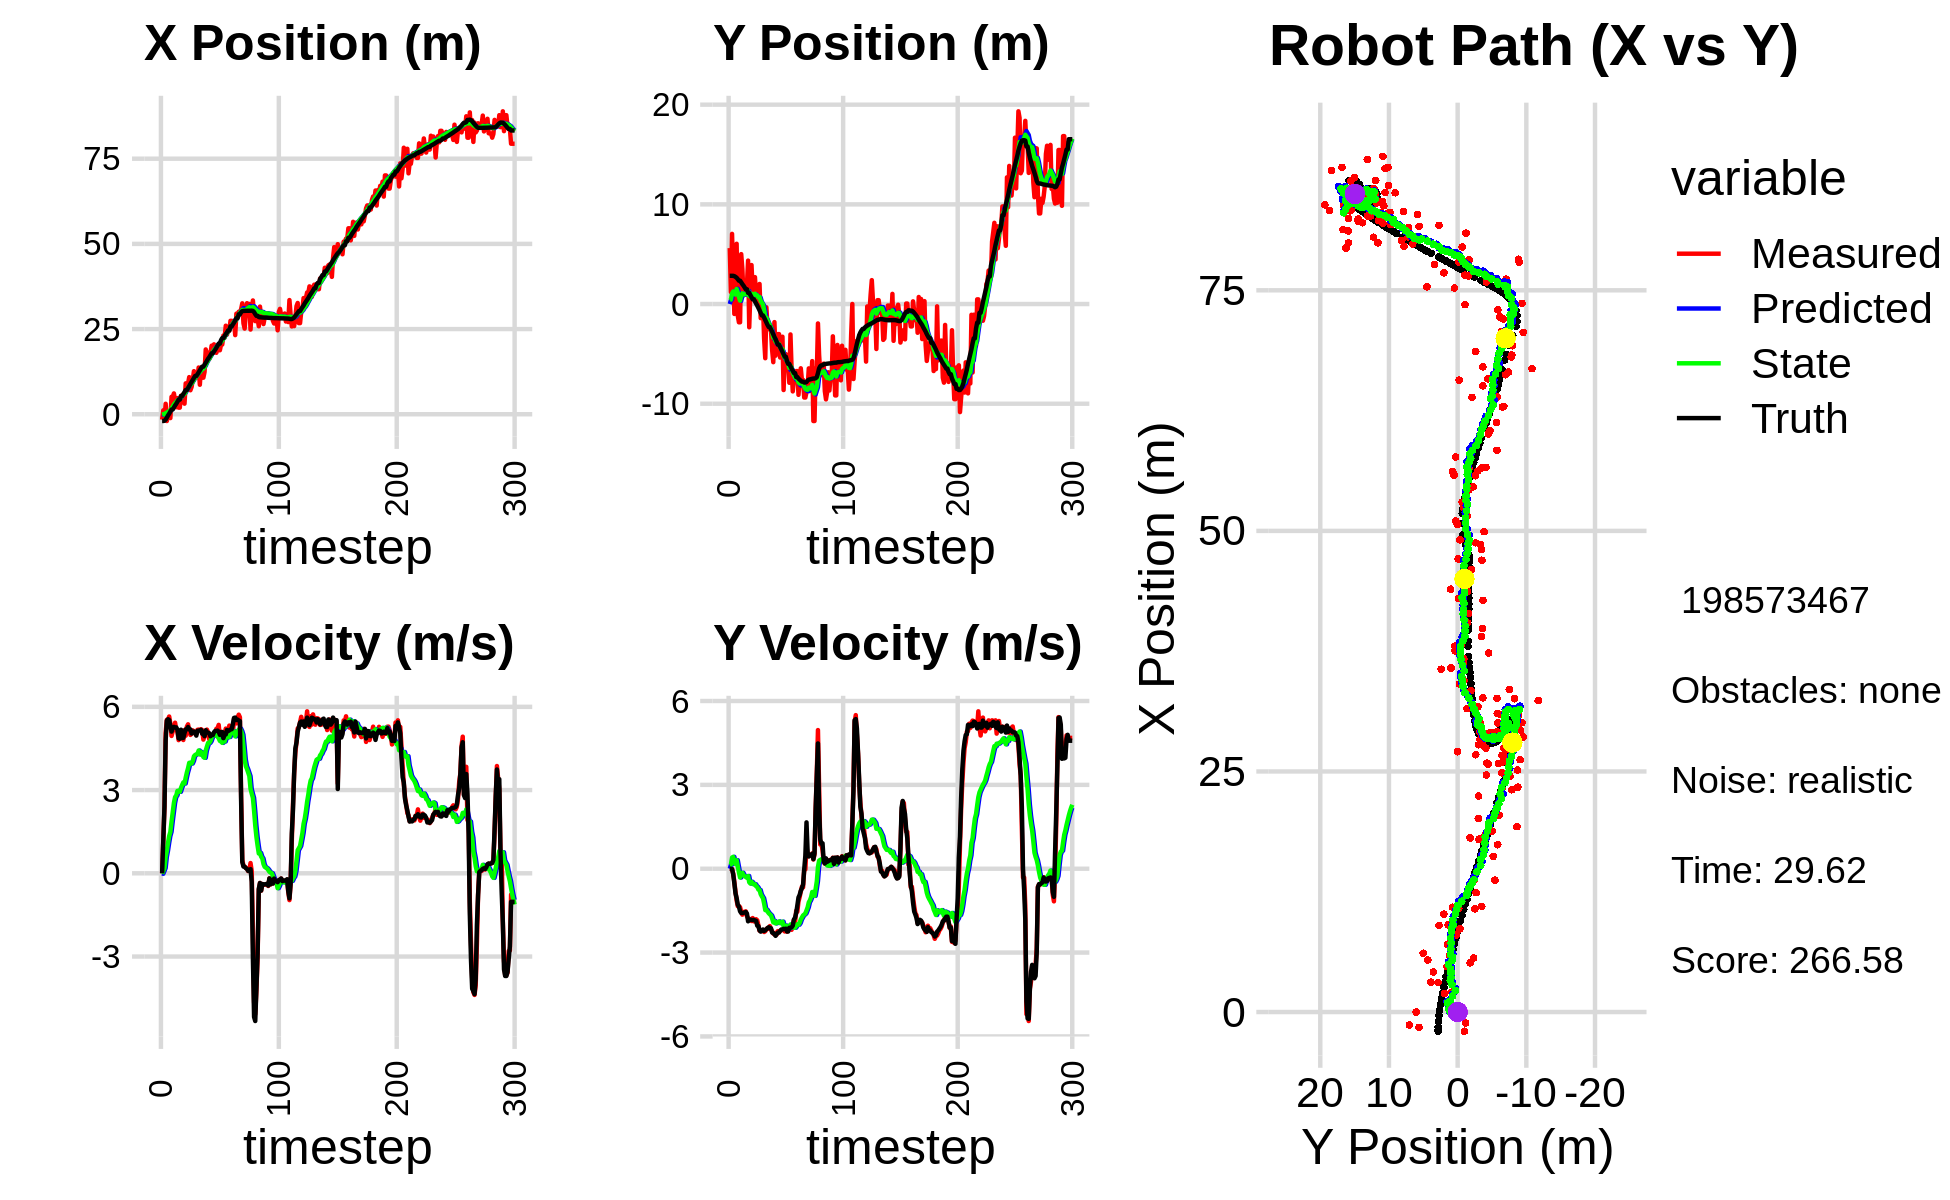 X Position (m)
75
50
25
0
0
100
200
300
timestep
Y Position (m)
20
10
0
-10
0
100
200
300
timestep
X Velocity (m/s)
6
3
0
-3
0
100
200
300
timestep
Y Velocity (m/s)
6
3
0
-3
-6
0
100
200
300
timestep
Robot Path (X vs Y)
X Position (m)
75
50
25
0
20 10 0 -10 -20
Y Position (m)
variable
Measured
Predicted
State
Truth
198573467
Obstacles: none
Noise: realistic
Time: 29.62
Score: 266.58